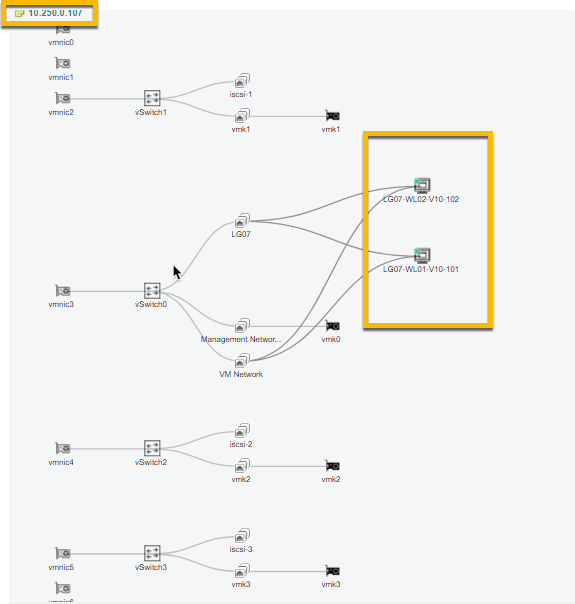 10.250.0.107
vmnic0
vmnic1
iscsi-1
vmnic2
vSwitch1
vmk1
vmk1
LG07-WL02-V10-102
LG07
LG07-WL01-V10-101
vmnic3
vSwitch0
Management Networ...
vmk0
VM Network
iscsi-2
vmnic4
vSwitch2
vmk2
vmk2
iscsi-3
vmnic5
vSwitch3
vmk3
vmk3